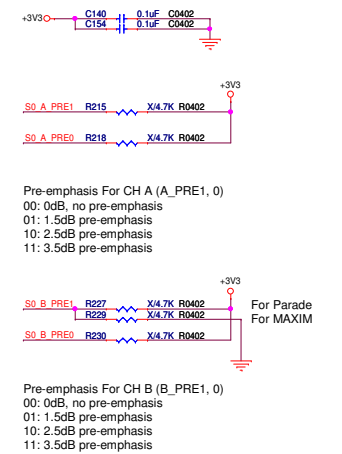 +3V3 C140 0.1uF C0402
C154 0.1uF C0402
+3V3
S0_A_PRE1 R215 X/4.7K R0402
S0_A_PRE0 R218 X/4.7K R0402
Pre-emphasis For CH A (A_PRE1, 0)
00: 0dB, no pre-emphasis
01: 1.5dB pre-emphasis
10: 2.5dB pre-emphasis
11: 3.5dB pre-emphasis
+3V3
S0_B_PRE1 R227 X/4.7K R0402 For Parade
R229 X/4.7K R0402 For MAXIM
S0_B_PRE0 R230 X/4.7K R0402
Pre-emphasis For CH B (B_PRE1, 0)
00: 0dB, no pre-emphasis
01: 1.5dB pre-emphasis
10: 2.5dB pre-emphasis
11: 3.5dB pre-emphasis